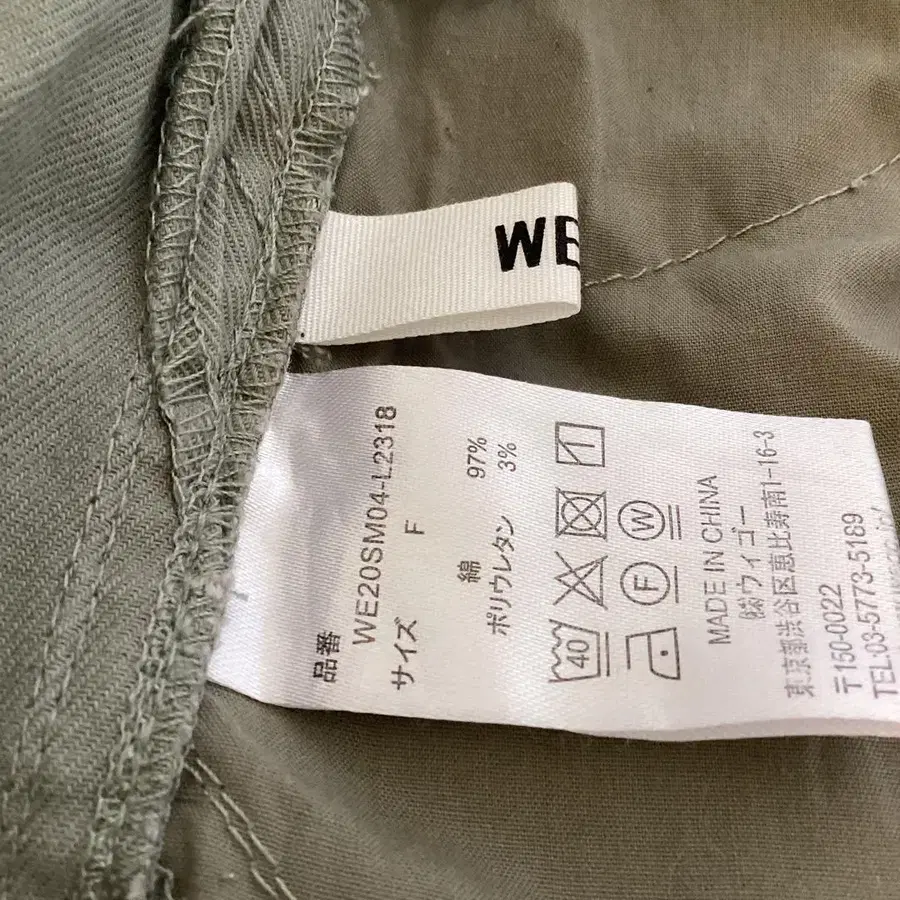 WE
品番
WE20SM04-L2318
サイズ
F
綿 97%
ポリウレタン 3%
40
F
W
MADE IN CHINA
㈱ウィゴー
東京都渋谷区恵比寿南1-16-3
〒150-0022
TEL.03-5773-5189